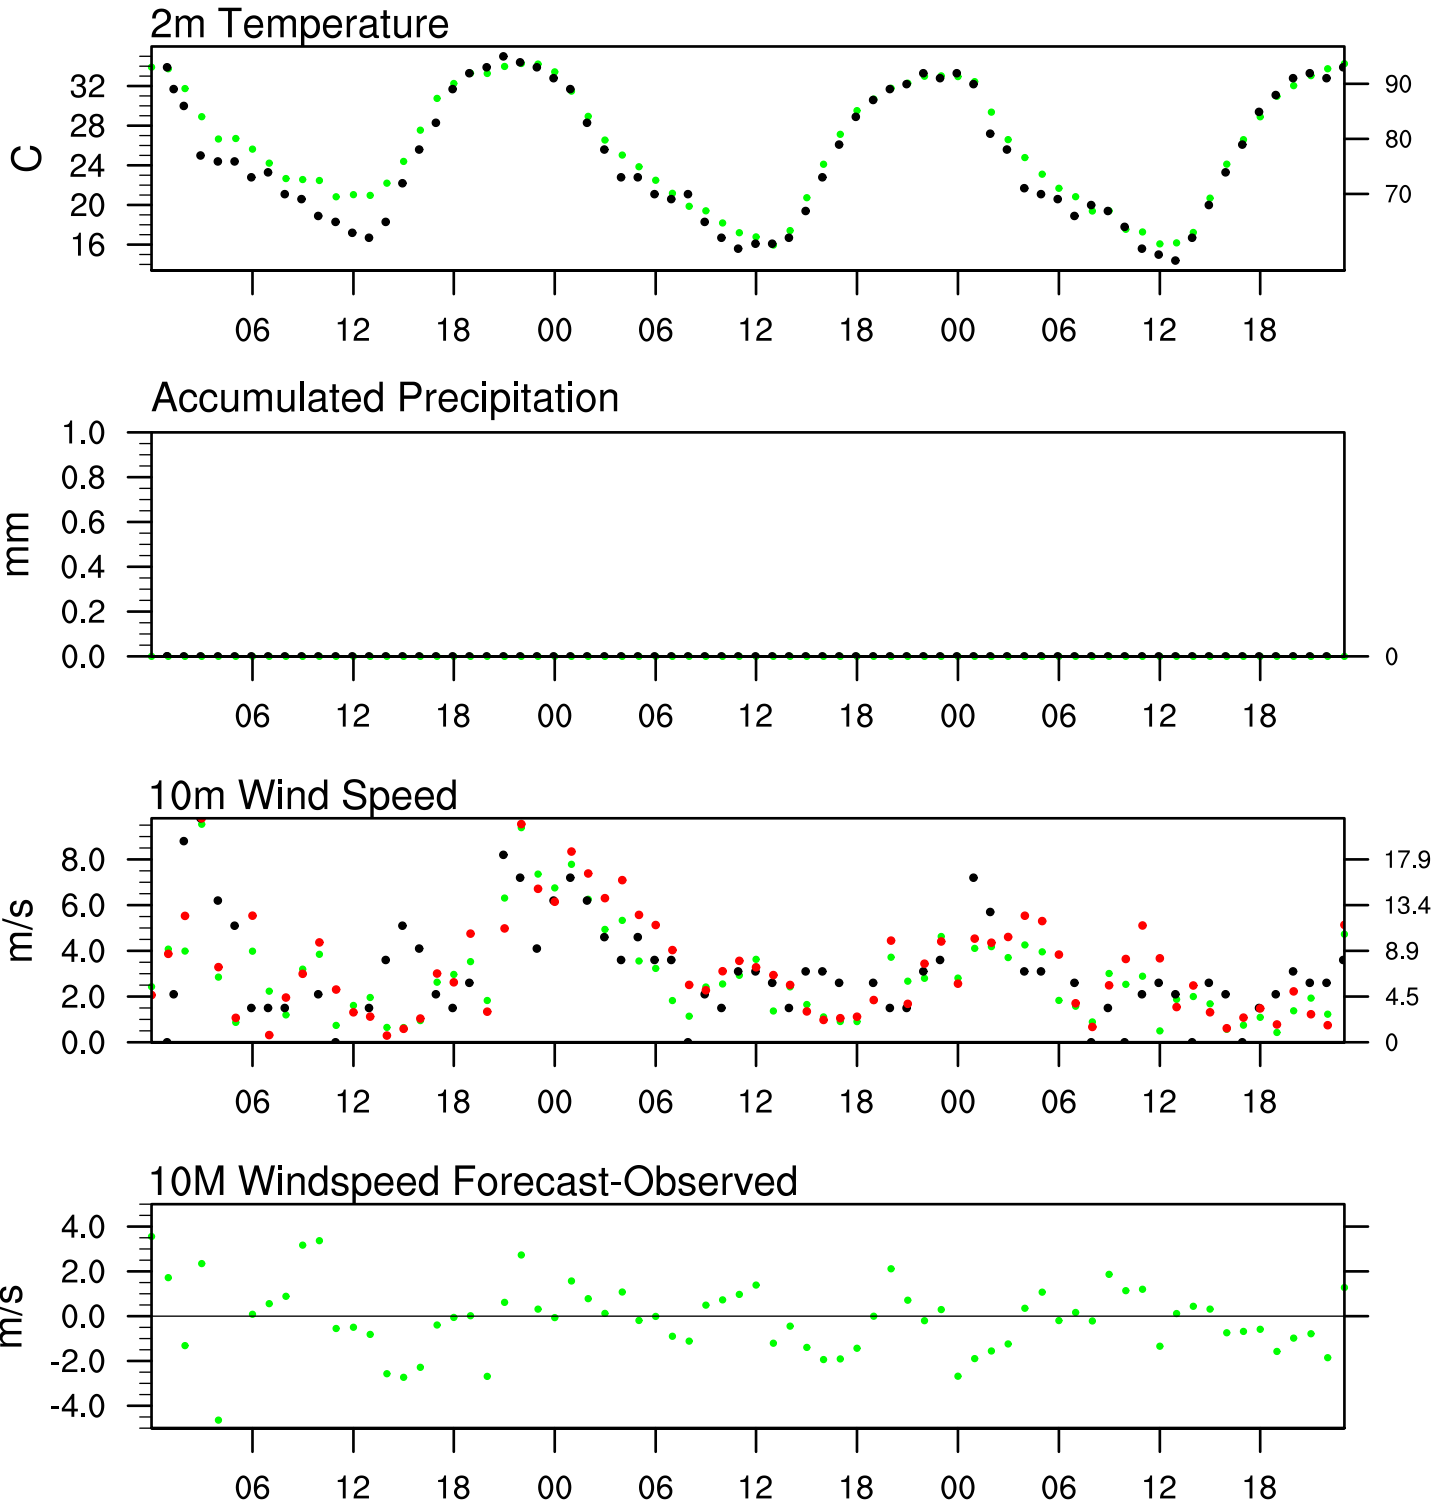 2m Temperature
32
28
24
20
16
C
90
80
70
06 12 18 00 06 12 18 00 06 12 18
Accumulated Precipitation
1.0
0.8
0.6
0.4
0.2
0.0
mm
0
06 12 18 00 06 12 18 00 06 12 18
10m Wind Speed
8.0
6.0
4.0
2.0
0.0
m/s
17.9
13.4
8.9
4.5
0
06 12 18 00 06 12 18 00 06 12 18
10M Windspeed Forecast-Observed
4.0
2.0
0.0
-2.0
-4.0
m/s
06 12 18 00 06 12 18 00 06 12 18